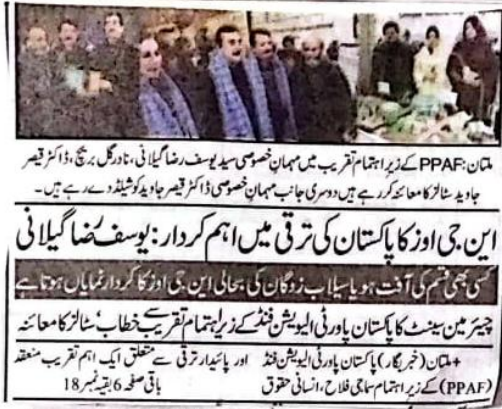 ملتان: PPAF کے زیر اہتمام تقریب میں مہمان خصوصی سید یوسف رضا گیلانی، نادر گل بریچ، ڈاکٹر قیصر
جاوید سٹالز کا معائنہ کر رہے ہیں دوسری جانب مہمان خصوصی ڈاکٹر قیصر جاوید کو شیلڈ دے رہے ہیں۔
این جی اوز کا پاکستان کی ترقی میں اہم کردار: یوسف رضا گیلانی
کسی بھی قسم کی آفت ہو یا سیلاب زدگان کی بحالی این جی اوز کا کردار نمایاں ہوتا ہے
چیئرمین سینٹ کا پاکستان پاورٹی ایلیویشن فنڈ کے زیر اہتمام تقریب سے خطاب' سٹالز کا معائنہ
+ملتان (خبر نگار) پاکستان پاورٹی ایلیویشن فنڈ
(PPAF) کے زیر اہتمام سماجی فلاح، انسانی حقوق
اور پائیدار ترقی سے متعلق ایک اہم تقریب منعقد
باقی صفحہ 6 بقیہ نمبر 18